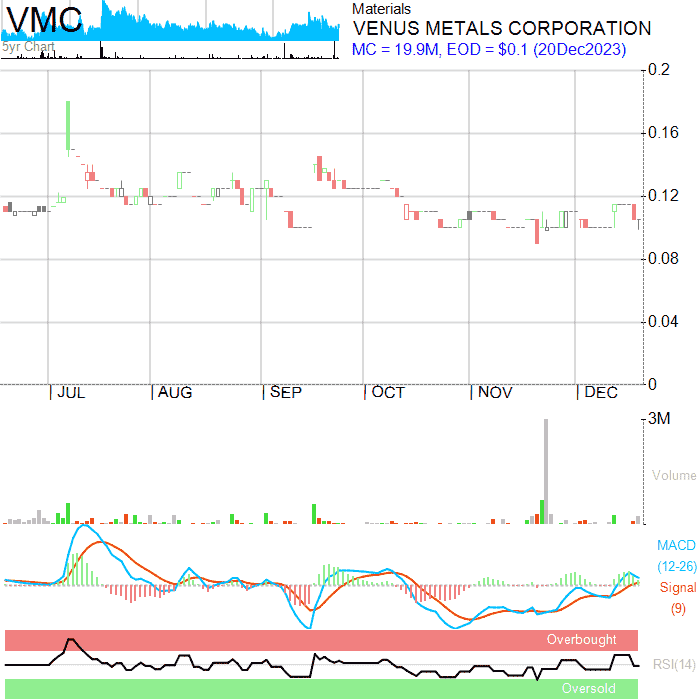 VMC
5yr Chart
Materials
VENUS METALS CORPORATION
MC = 19.9M, EOD = $0.1 (20Dec2023)
0.2
0.16
0.12
0.08
0.04
0
JUL AUG SEP OCT NOV DEC
3M
Volume
MACD
(12-26)
Signal
(9)
Overbought
RSI(14)
Oversold